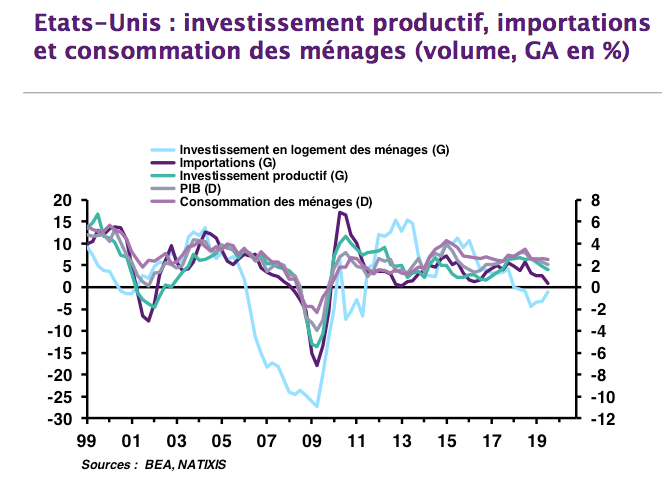 Etats-Unis : investissement productif, importations
et consommation des ménages (volume, GA en %)
Investissement en logement des ménages (G)
Importations (G)
Investissement productif (G)
PIB (D)
Consommation des ménages (D)
20 8
15 6
10 4
5 2
0 0
-5 -2
-10 -4
-15 -6
-20 -8
-25 -10
-30 -12
99 01 03 05 07 09 11 13 15 17 19
Sources : BEA, NATIXIS